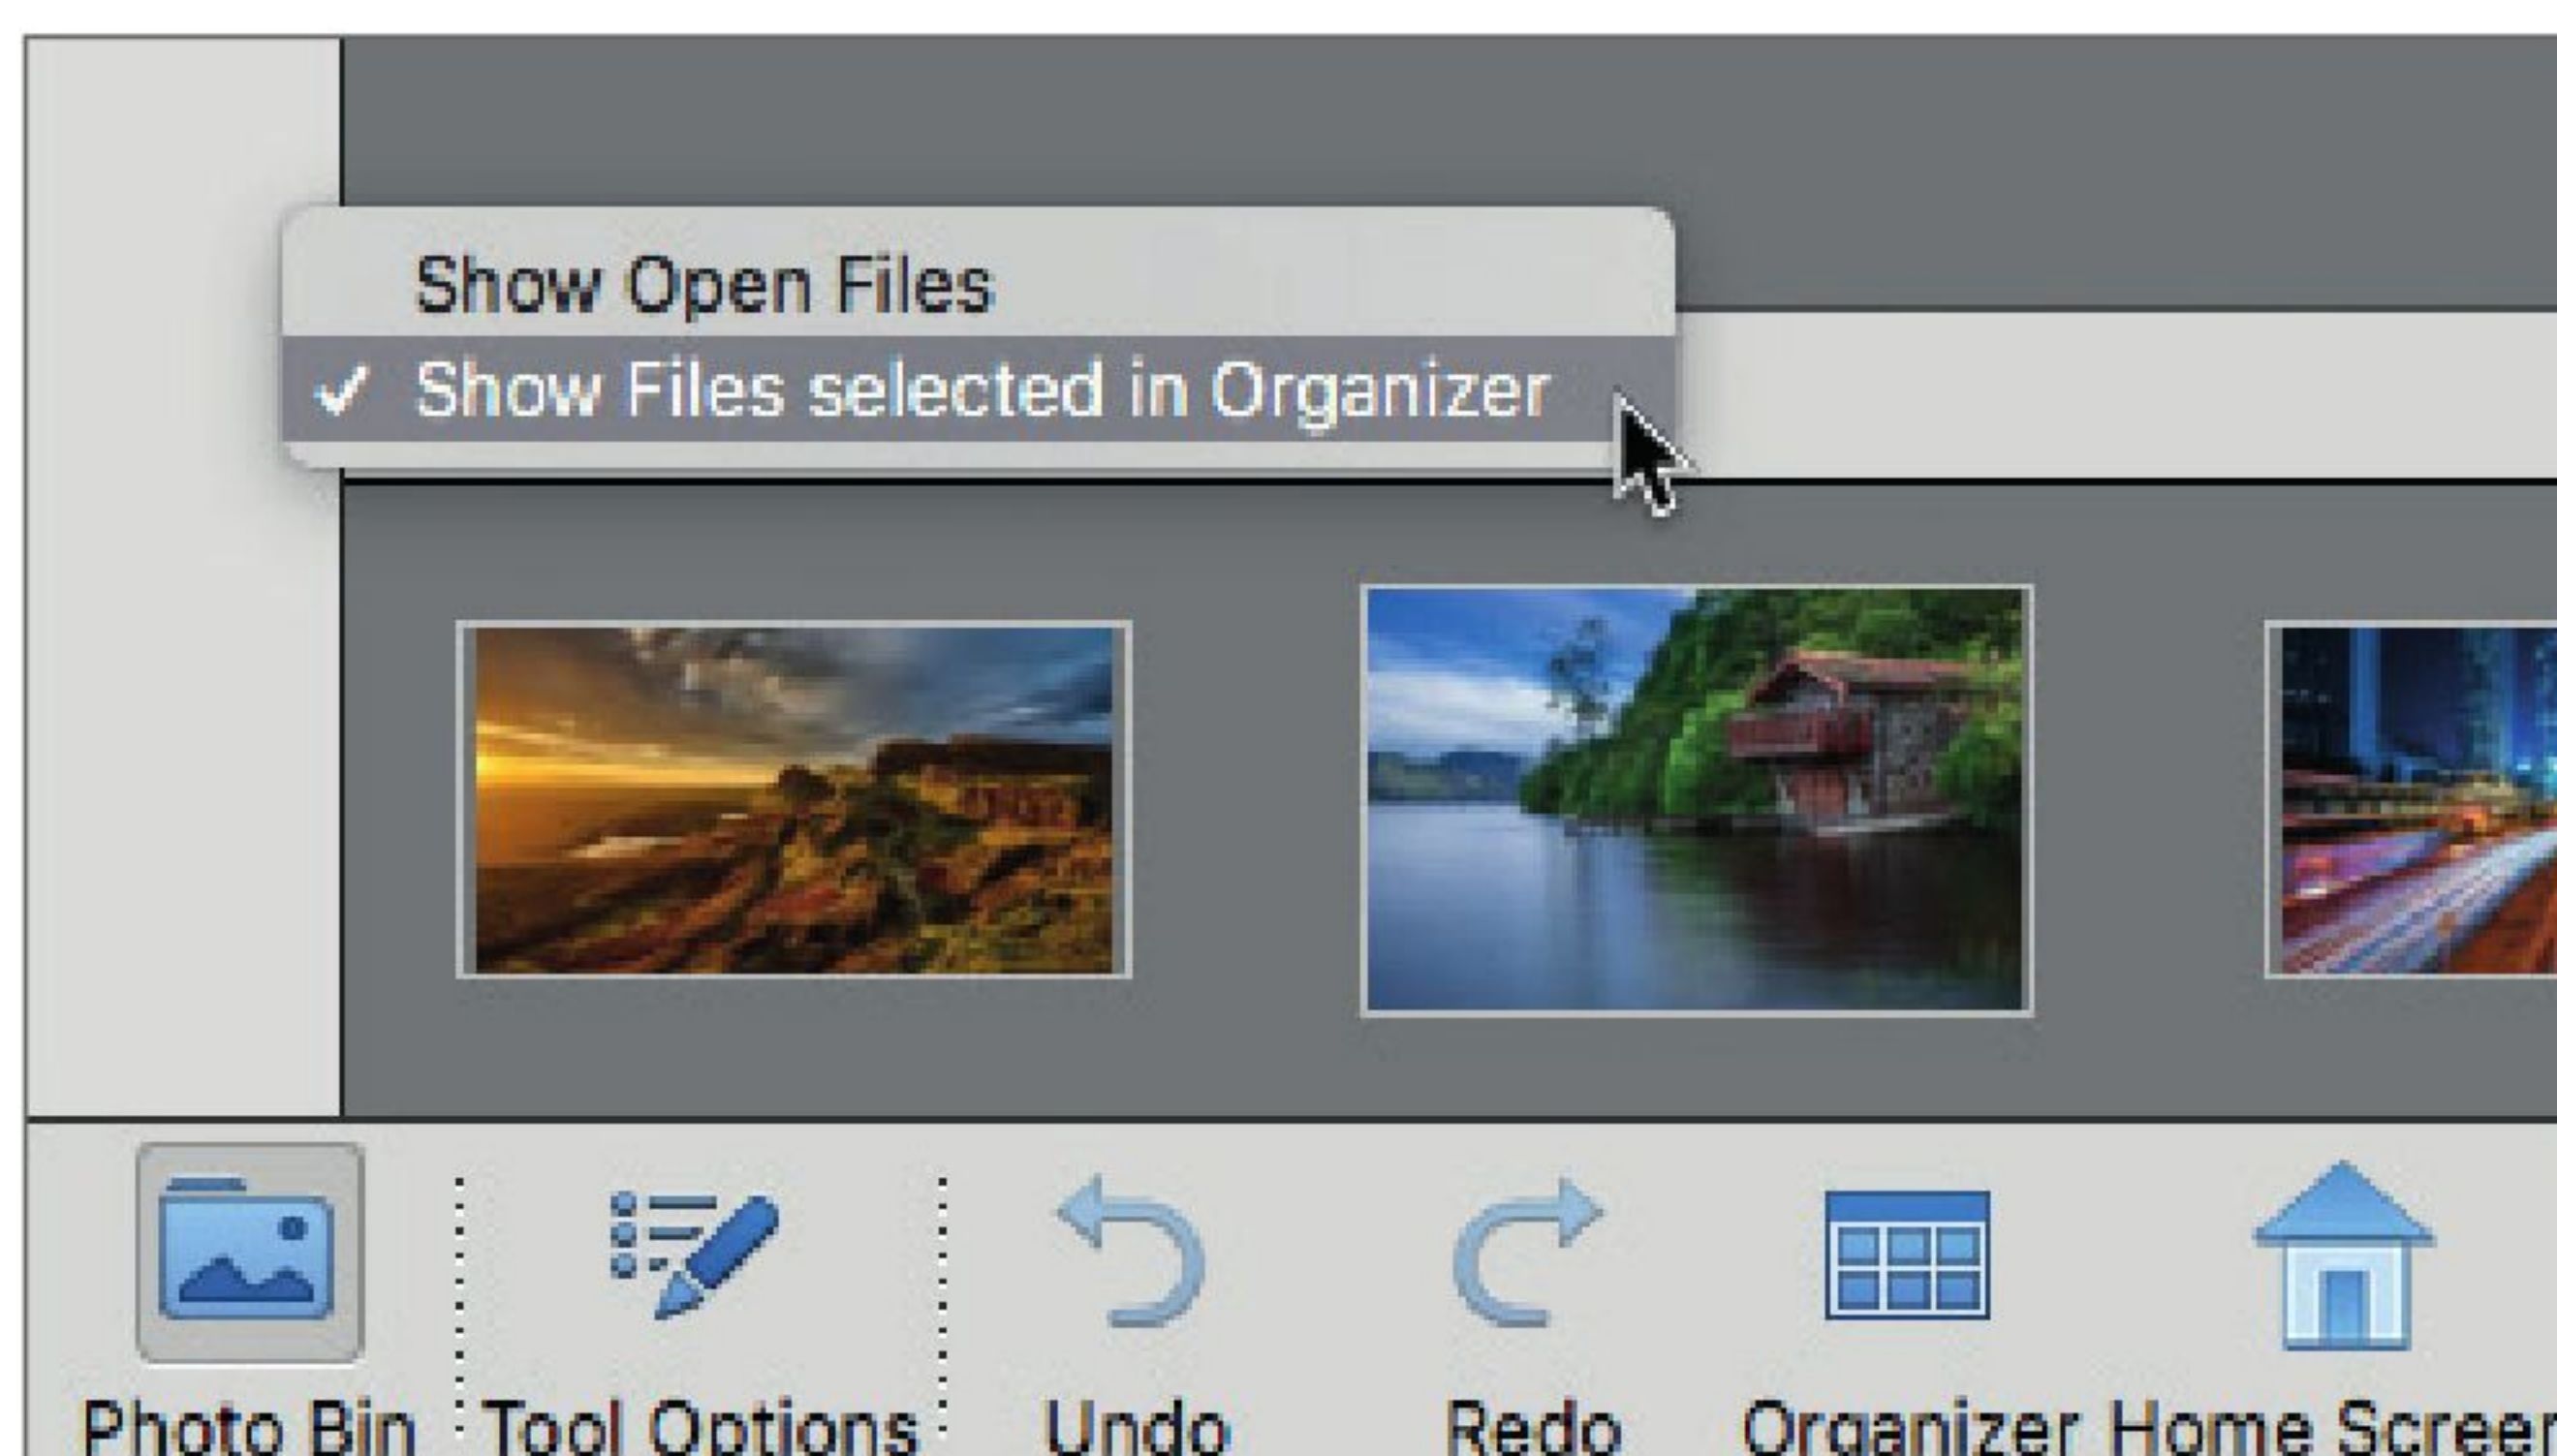 Show Open Files
✓ Show Files selected in Organizer
Photo Bin Tool Options Undo Redo Organizer Home Screen